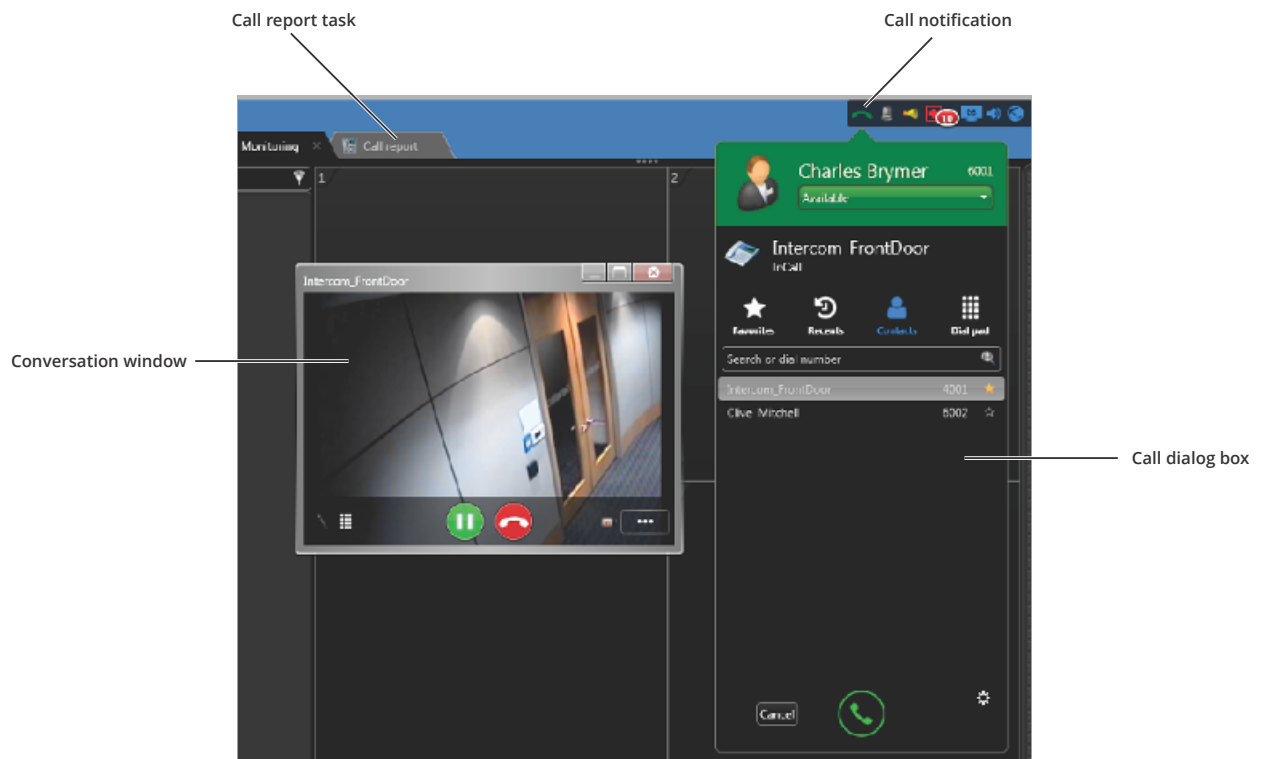 Call report task
Call notification
10
Monitoring
Call report
1
2
Charles Brymer 6001
Available
Intercom FrontDoor
InCall
Intercom_FrontDoor
Favorites Recents Contacts Dial pad
Conversation window
Search or dial number
Intercom_FrontDoor 4001
Clive Mitchell 6002
Call dialog box
Cancel